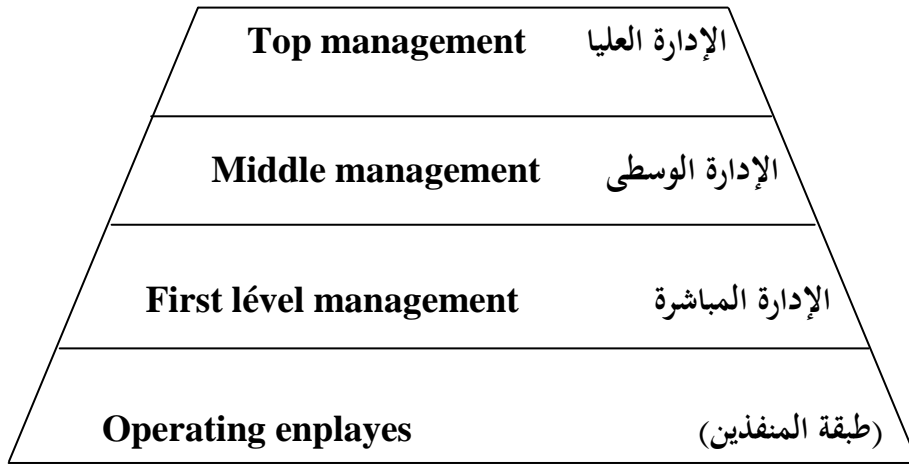 Top management الإدارة العليا
Middle management الإدارة الوسطى
First lével management الإدارة المباشرة
Operating enplayes (طبقة المنفذين)